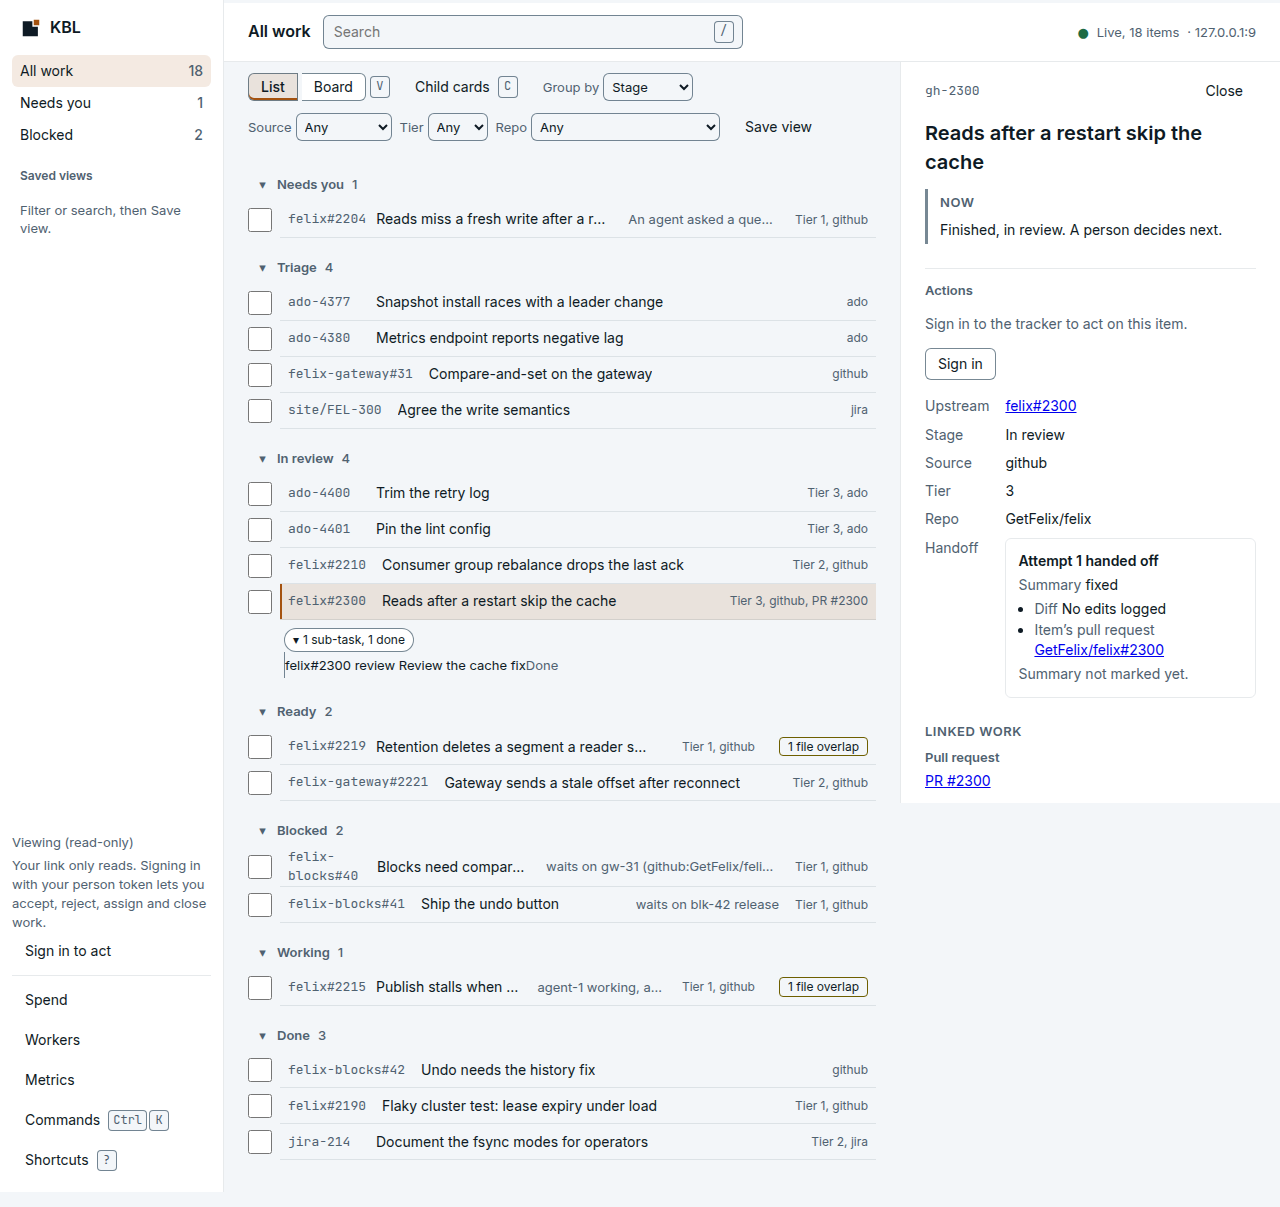 KBL
All work 18
Needs you 1
Blocked 2
Saved views
Filter or search, then Save
view.
Viewing (read-only)
Your link only reads. Signing in
with your person token lets you
accept, reject, assign and close
work.
Sign in to act
Spend
Workers
Metrics
Commands Ctrl K
Shortcuts ?
All work Search /
Live, 18 items · 127.0.0.1:9
List Board V Child cards C Group by Stage
Source Any Tier Any Repo Any Save view
▾ Needs you 1
felix#2204 Reads miss a fresh write after a r... An agent asked a que... Tier 1, github
▾ Triage 4
ado-4377 Snapshot install races with a leader change ado
ado-4380 Metrics endpoint reports negative lag ado
felix-gateway#31 Compare-and-set on the gateway github
site/FEL-300 Agree the write semantics jira
▾ In review 4
ado-4400 Trim the retry log Tier 3, ado
ado-4401 Pin the lint config Tier 3, ado
felix#2210 Consumer group rebalance drops the last ack Tier 2, github
felix#2300 Reads after a restart skip the cache Tier 3, github, PR #2300
▾ 1 sub-task, 1 done
felix#2300 review Review the cache fixDone
▾ Ready 2
felix#2219 Retention deletes a segment a reader s... Tier 1, github 1 file overlap
felix-gateway#2221 Gateway sends a stale offset after reconnect Tier 2, github
▾ Blocked 2
felix-
blocks#40 Blocks need compar... waits on gw-31 (github:GetFelix/feli... Tier 1, github
felix-blocks#41 Ship the undo button waits on blk-42 release Tier 1, github
▾ Working 1
felix#2215 Publish stalls when ... agent-1 working, a... Tier 1, github 1 file overlap
▾ Done 3
felix-blocks#42 Undo needs the history fix github
felix#2190 Flaky cluster test: lease expiry under load Tier 1, github
jira-214 Document the fsync modes for operators Tier 2, jira
gh-2300 Close
Reads after a restart skip the
cache
NOW
Finished, in review. A person decides next.
Actions
Sign in to the tracker to act on this item.
Sign in
Upstream felix#2300
Stage In review
Source github
Tier 3
Repo GetFelix/felix
Handoff Attempt 1 handed off
Summary fixed
• Diff No edits logged
• Item’s pull request
GetFelix/felix#2300
Summary not marked yet.
LINKED WORK
Pull request
PR #2300